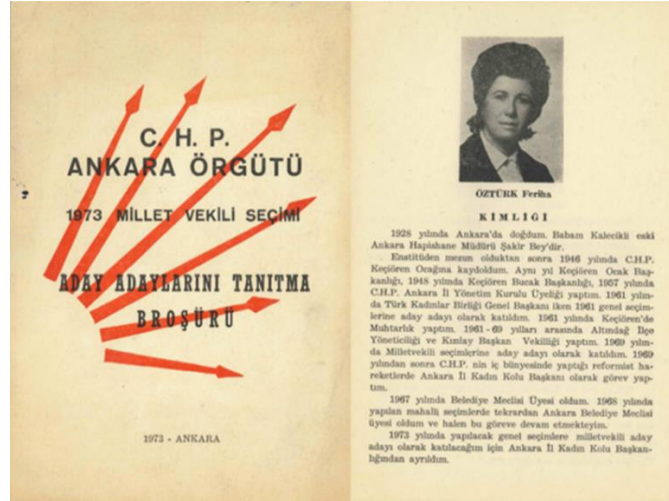 C. H. P.
ANKARA ÖRGÜTÜ
1973 MİLLET VEKİLİ SEÇİMİ
ADAY ADAYLARINI TANITMA
BROŞÜRÜ
1973 - ANKARA
ÖZTÜRK Feriha
KİMLİĞİ
1928 yılında Ankara'da doğdum. Babam Kalecikli eski
Ankara Hapishane Müdürü Şakir Bey'dir.
Enstitüden mezun olduktan sonra 1946 yılında C.H.P.
Keçiören Ocağına kaydoldum. Aynı yıl Keçiören Ocak Baş-
kanlığı, 1948 yılında Keçiören Bucak Başkanlığı, 1957 yılında
C.H.P. Ankara İl Yönetim Kurulu Üyeliği yaptım. 1961 yılın-
da Türk Kadınlar Birliği Genel Başkanı iken 1961 genel seçim-
lerine aday adayı olarak katıldım. 1961 yılında Keçiören'de
Muhtarlık yaptım. 1961-69 yılları arasında Altındağ İlçe
Yöneticiliği ve Kızılay Başkan Vekilliği yaptım. 1969 yılın-
da Milletvekili seçimlerine aday adayı olarak katıldım. 1969
yılından sonra C.H.P. nin iç bünyesinde yaptığı reformist ha-
reketlerde Ankara İl Kadın Kolu Başkanı olarak görev yap-
tım.
1967 yılında Belediye Meclisi Üyesi oldum. 1968 yılında
yapılan mahalli seçimlerde tekrardan Ankara Belediye Meclisi
üyesi oldum ve halen bu göreve devam etmekteyim.
1973 yılında yapılacak genel seçimlere milletvekili aday
adayı olarak katılacağım için Ankara İl Kadın Kolu Başkan-
lığından ayrıldım.